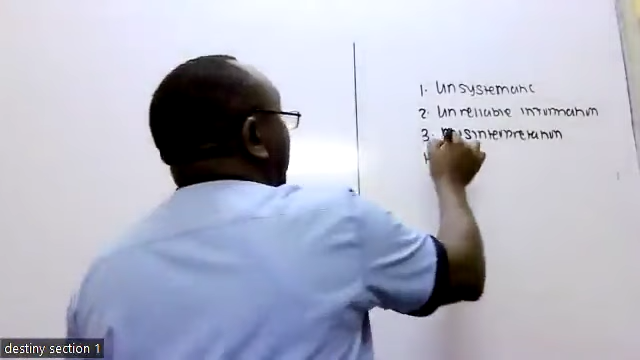 1. Unsystematic
2. Unreliable information
3. Misinterpretation
destiny section 1